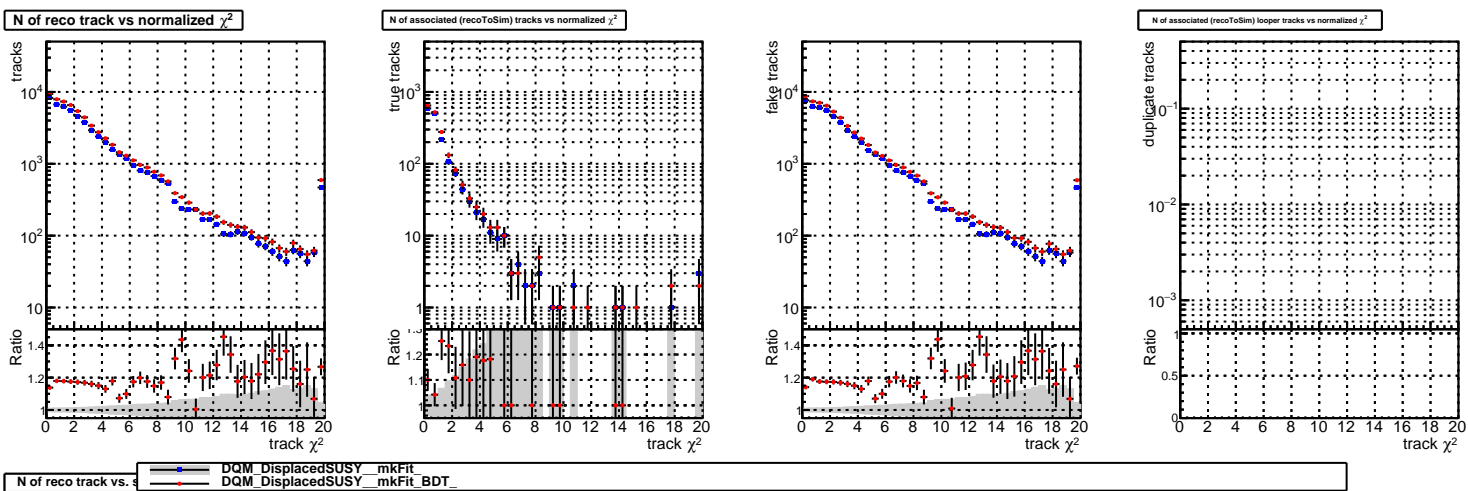 N of reco track vs normalized χ²
N of associated (recoToSim) tracks vs normalized χ²
N of associated (recoToSim) looper tracks vs normalized χ²
tracks
10⁴
10³
10²
10
Ratio
1.4
1.2
1
0 2 4 6 8 10 12 14 16 18 20
track χ²
true tracks
10³
10²
10
1
Ratio
1.3
1.2
1.1
1
0 2 4 6 8 10 12 14 16 18 20
track χ²
fake tracks
10⁴
10³
10²
10
Ratio
1.4
1.2
1
0 2 4 6 8 10 12 14 16 18 20
track χ²
duplicate tracks
10⁻¹
10⁻²
10⁻³
Ratio
1
0.5
0
0 2 4 6 8 10 12 14 16 18 20
track χ²
N of reco track vs. s
DQM_DisplacedSUSY__mkFit_
DQM_DisplacedSUSY__mkFit_BDT_